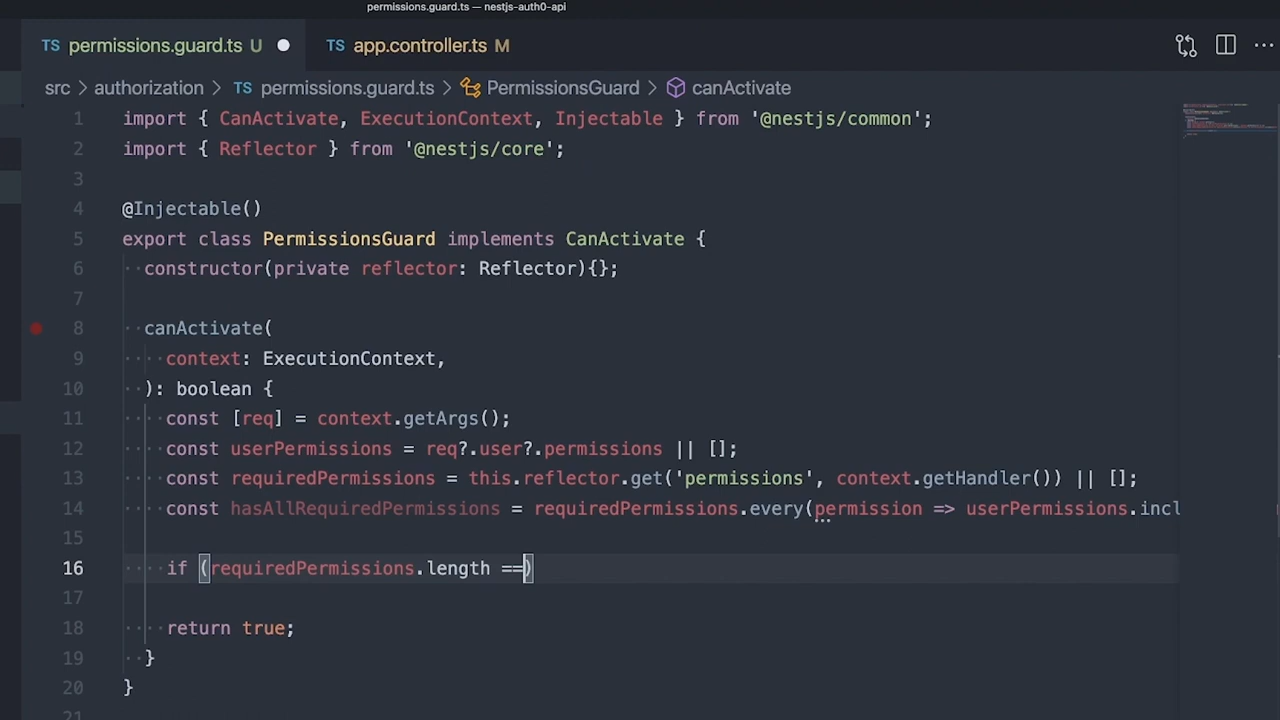 permissions.guard.ts — nestjs-auth0-api
TS permissions.guard.ts U TS app.controller.ts M
src > authorization > TS permissions.guard.ts > PermissionsGuard > canActivate
1 import { CanActivate, ExecutionContext, Injectable } from '@nestjs/common';
2 import { Reflector } from '@nestjs/core';
3
4 @Injectable()
5 export class PermissionsGuard implements CanActivate {
6 constructor(private reflector: Reflector){};
7
8 canActivate(
9 context: ExecutionContext,
10 ): boolean {
11 const [req] = context.getArgs();
12 const userPermissions = req?.user?.permissions || [];
13 const requiredPermissions = this.reflector.get('permissions', context.getHandler()) || [];
14 const hasAllRequiredPermissions = requiredPermissions.every(permission => userPermissions.incl
15
16 if (requiredPermissions.length ==)
17
18 return true;
19 }
20 }
21